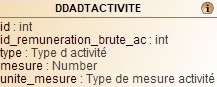 DDADTACTIVITE
id : int
id_remuneration_brute_ac : int
type : Type d activité
mesure : Number
unite_mesure : Type de mesure activité